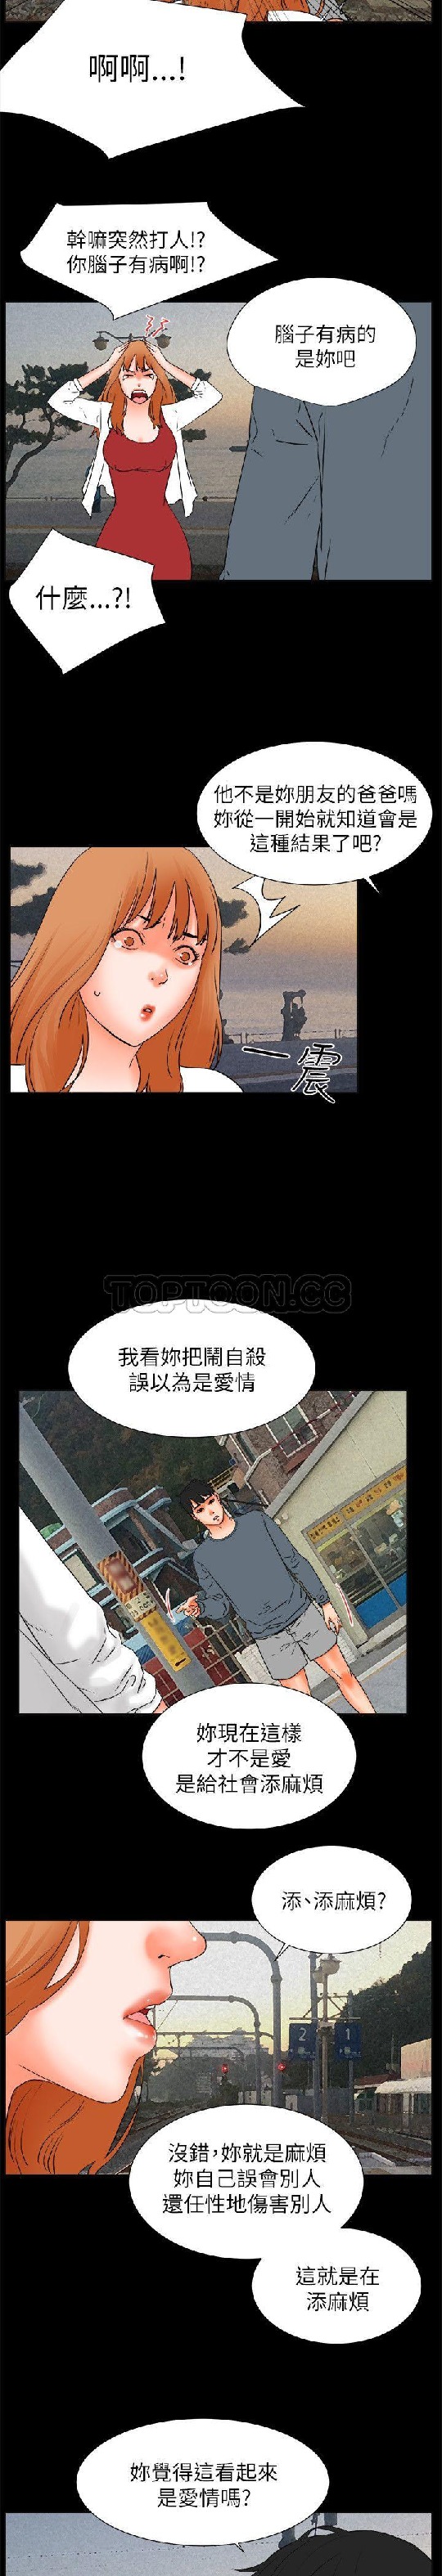 啊啊...!
幹嘛突然打人!?
你腦子有病啊!?
腦子有病的
是妳吧
什麼...?!
他不是妳朋友的爸爸嗎
妳從一開始就知道會是
這種結果了吧?
一震
TOPTOON.CC
我看妳把鬧自殺
誤以為是愛情
妳現在這樣
才不是愛
是給社會添麻煩
添、添麻煩?
2 1
沒錯,妳就是麻煩
妳自己誤會別人
還任性地傷害別人
這就是在
添麻煩
妳覺得這看起來
是愛情嗎?